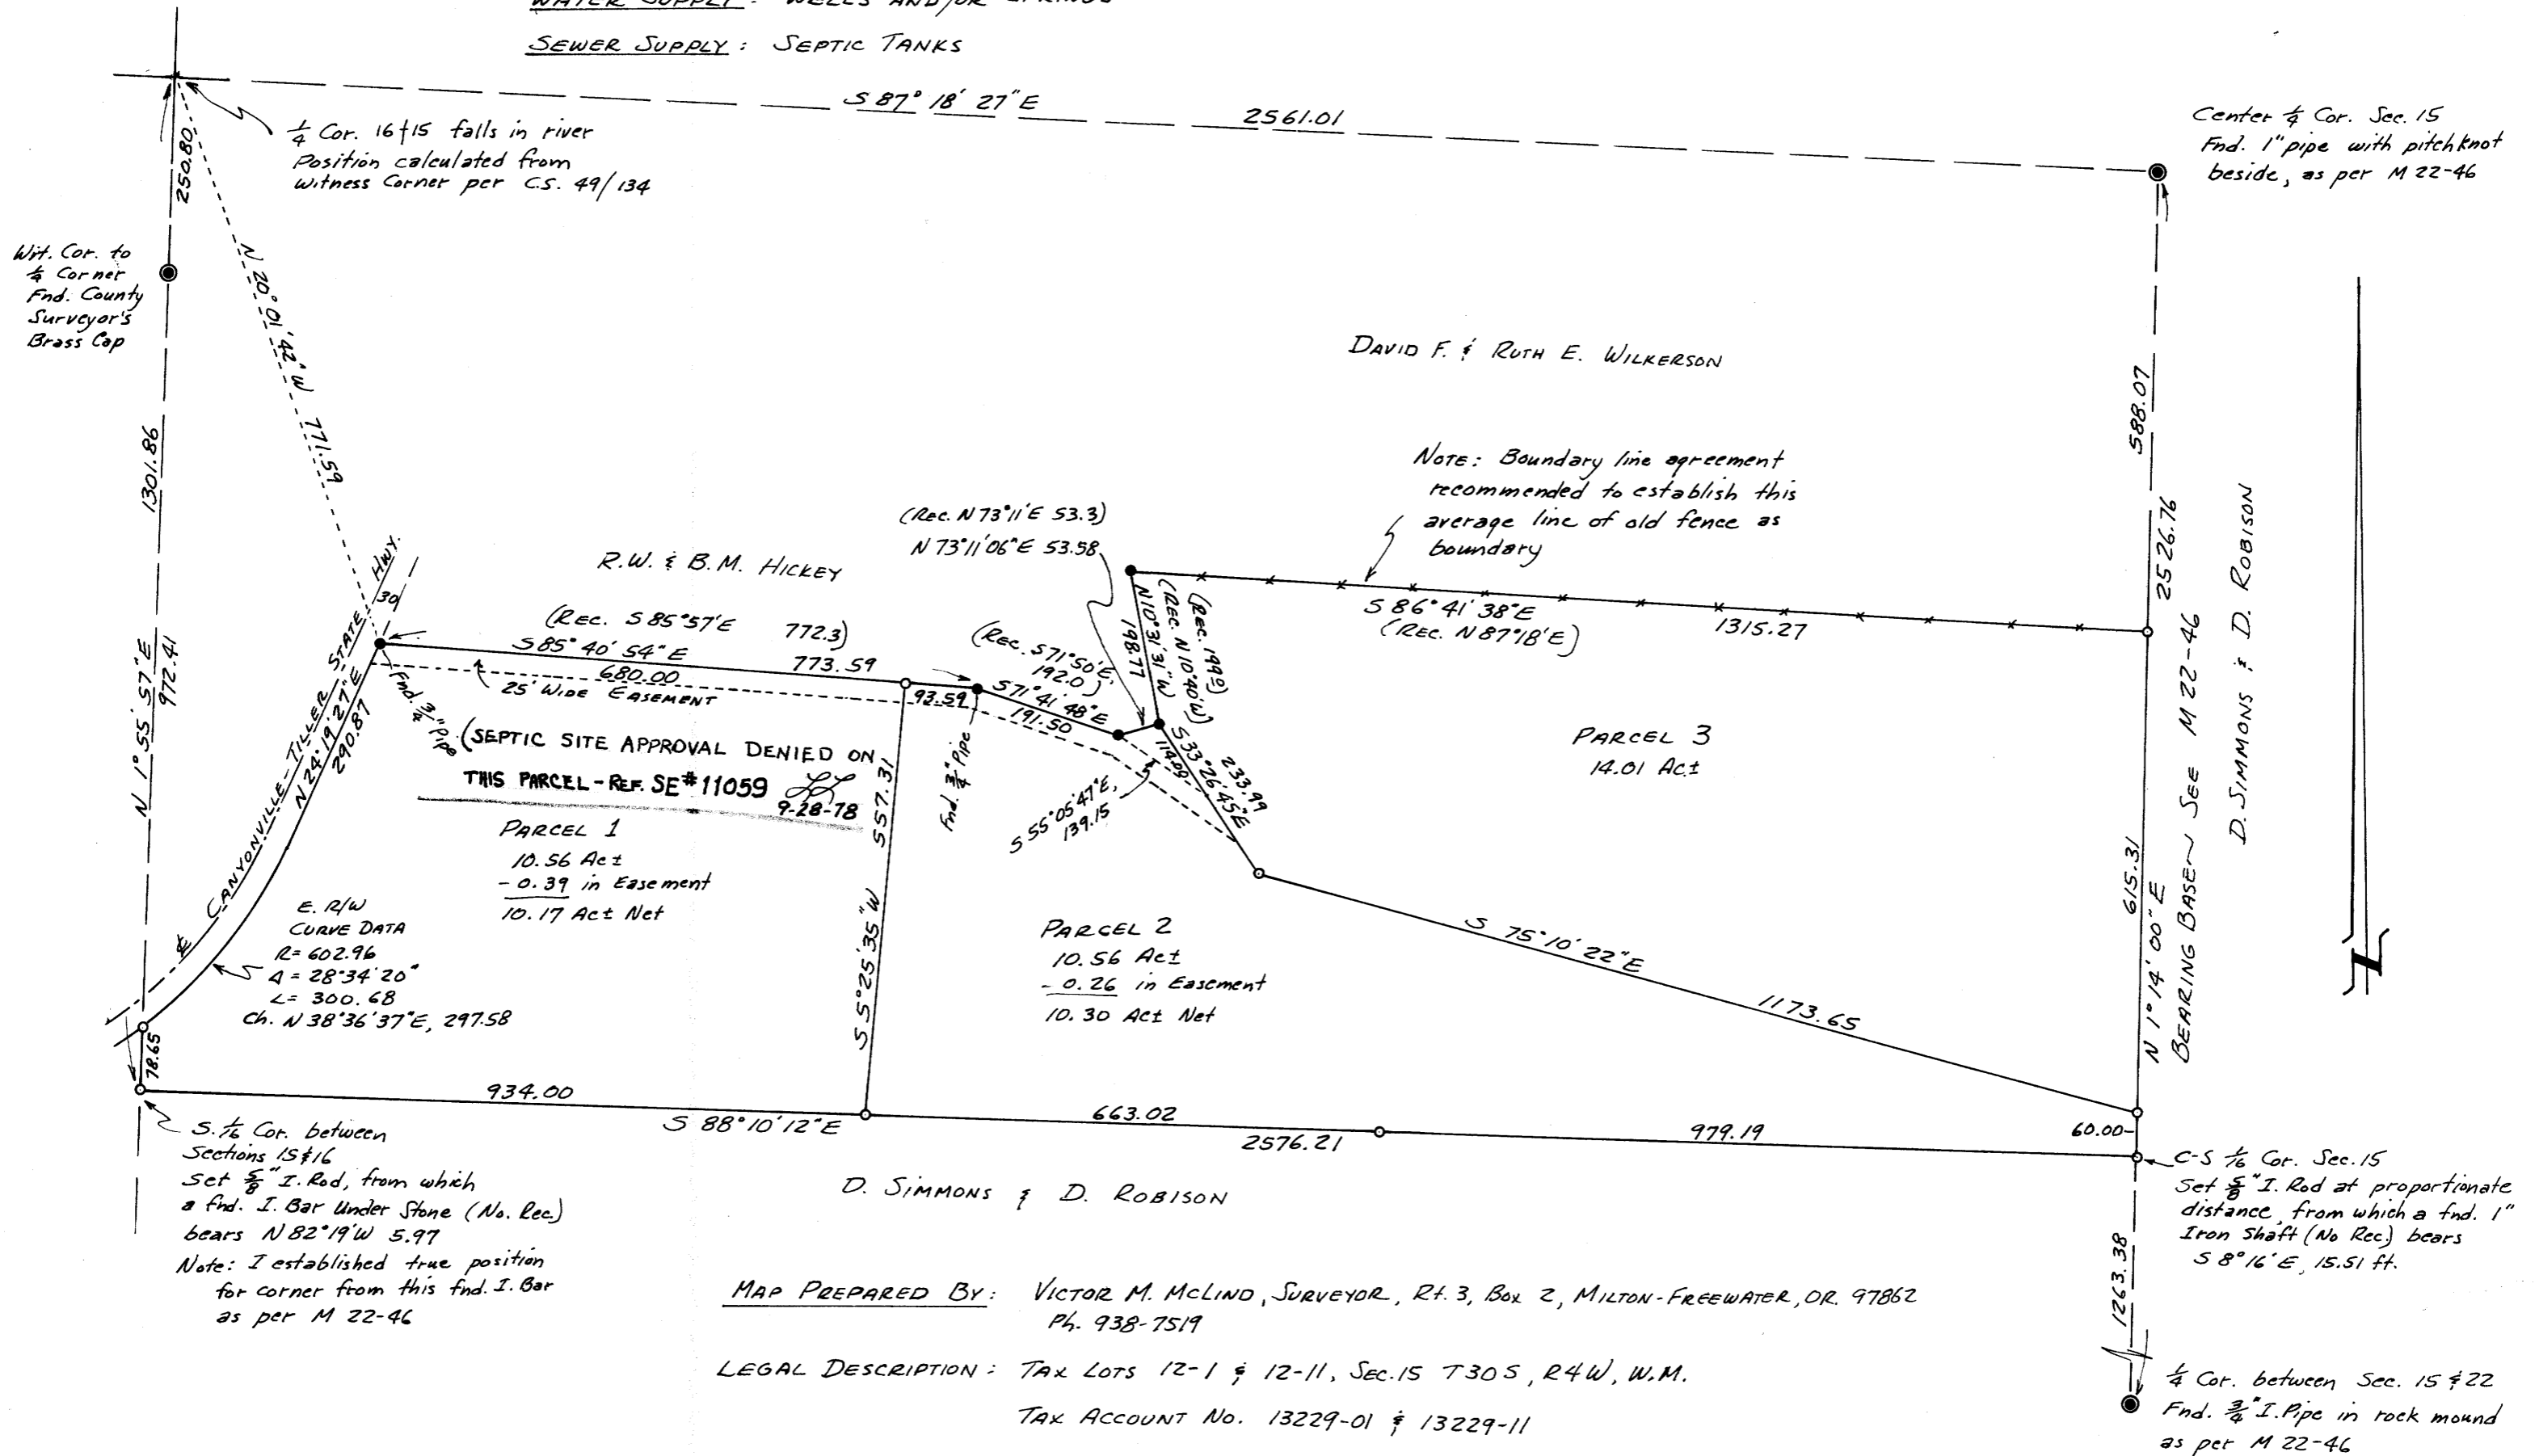 WATER SUPPLY: WELLS AND/OR SPRINGS
SEWER SUPPLY: SEPTIC TANKS
S 87° 18' 27" E 2561.01
¼ Cor. 16 & 15 falls in river
Position calculated from
Witness Corner per C.S. 49/134
250.80
Center ¼ Cor. Sec. 15
Fnd. 1" pipe with pitchknot
beside, as per M 22-46
Wit. Cor. to
¼ Corner
Fnd. County
Surveyor's
Brass Cap
N 20° 01' 42" W 771.59
1301.86
N 1° 55' 57" E
972.41
DAVID F. & RUTH E. WILKERSON
588.07
2526.76
D. SIMMONS & D. ROBISON
NOTE: Boundary line agreement
recommended to establish this
average line of old fence as
boundary
(Rec. N 73°11'E 53.3)
N 73°11'06"E 53.58
R.W. & B.M. HICKEY
HWY.
30
CANYONVILLE-TILLER STATE
(REC. S 85°57'E 772.3)
S 85° 40' 54" E 773.59
680.00
25' WIDE EASEMENT
93.59
(Rec. S 71°50'E,
192.0)
S 71° 41' 48" E
191.50
(REC. 199.0)
(REC. N 10°40'W)
N 10°31'31"W
198.77
S 86° 41' 38" E
(REC. N 87°18'E)
1315.27
N 24° 19' 27" E
290.87
Fnd. ¾" Pipe
Fnd. ¾" Pipe
(SEPTIC SITE APPROVAL DENIED ON
THIS PARCEL - REF. SE#11059
9-28-78
557.31
S 5° 25' 35" W
114.09
S 33° 26' 45" E
233.99
S 55° 05' 47" E,
139.15
PARCEL 3
14.01 Ac±
PARCEL 1
10.56 Ac±
- 0.39 in Easement
10.17 Ac± Net
E. R/W
CURVE DATA
R= 602.96
Δ = 28°34'20"
L= 300.68
Ch. N 38°36'37"E, 297.58
PARCEL 2
10.56 Ac±
- 0.26 in Easement
10.30 Ac± Net
S 75° 10' 22" E
1173.65
615.31
N 1° 14' 00" E
BEARING BASE~ SEE M 22-46
78.65
934.00
S 88° 10' 12" E
663.02
2576.21
979.19
60.00
S. 1/16 Cor. between
Sections 15 & 16
Set ⅝" I. Rod, from which
a fnd. I. Bar Under Stone (No. Rec.)
bears N 82°19'W 5.97
Note: I established true position
for corner from this fnd. I. Bar
as per M 22-46
D. SIMMONS & D. ROBISON
C-S 1/16 Cor. Sec. 15
Set ⅝" I. Rod at proportionate
distance, from which a fnd. 1"
Iron Shaft (No Rec.) bears
S 8°16'E, 15.51 ft.
1263.38
MAP PREPARED BY: VICTOR M. MCLIND, SURVEYOR, Rt. 3, BOX 2, MILTON-FREEWATER, OR. 97862
Ph. 938-7519
LEGAL DESCRIPTION: TAX LOTS 12-1 & 12-11, SEC. 15 T30S, R4W, W.M.
TAX ACCOUNT NO. 13229-01 & 13229-11
¼ Cor. between Sec. 15 & 22
Fnd. ¾" I. Pipe in rock mound
as per M 22-46